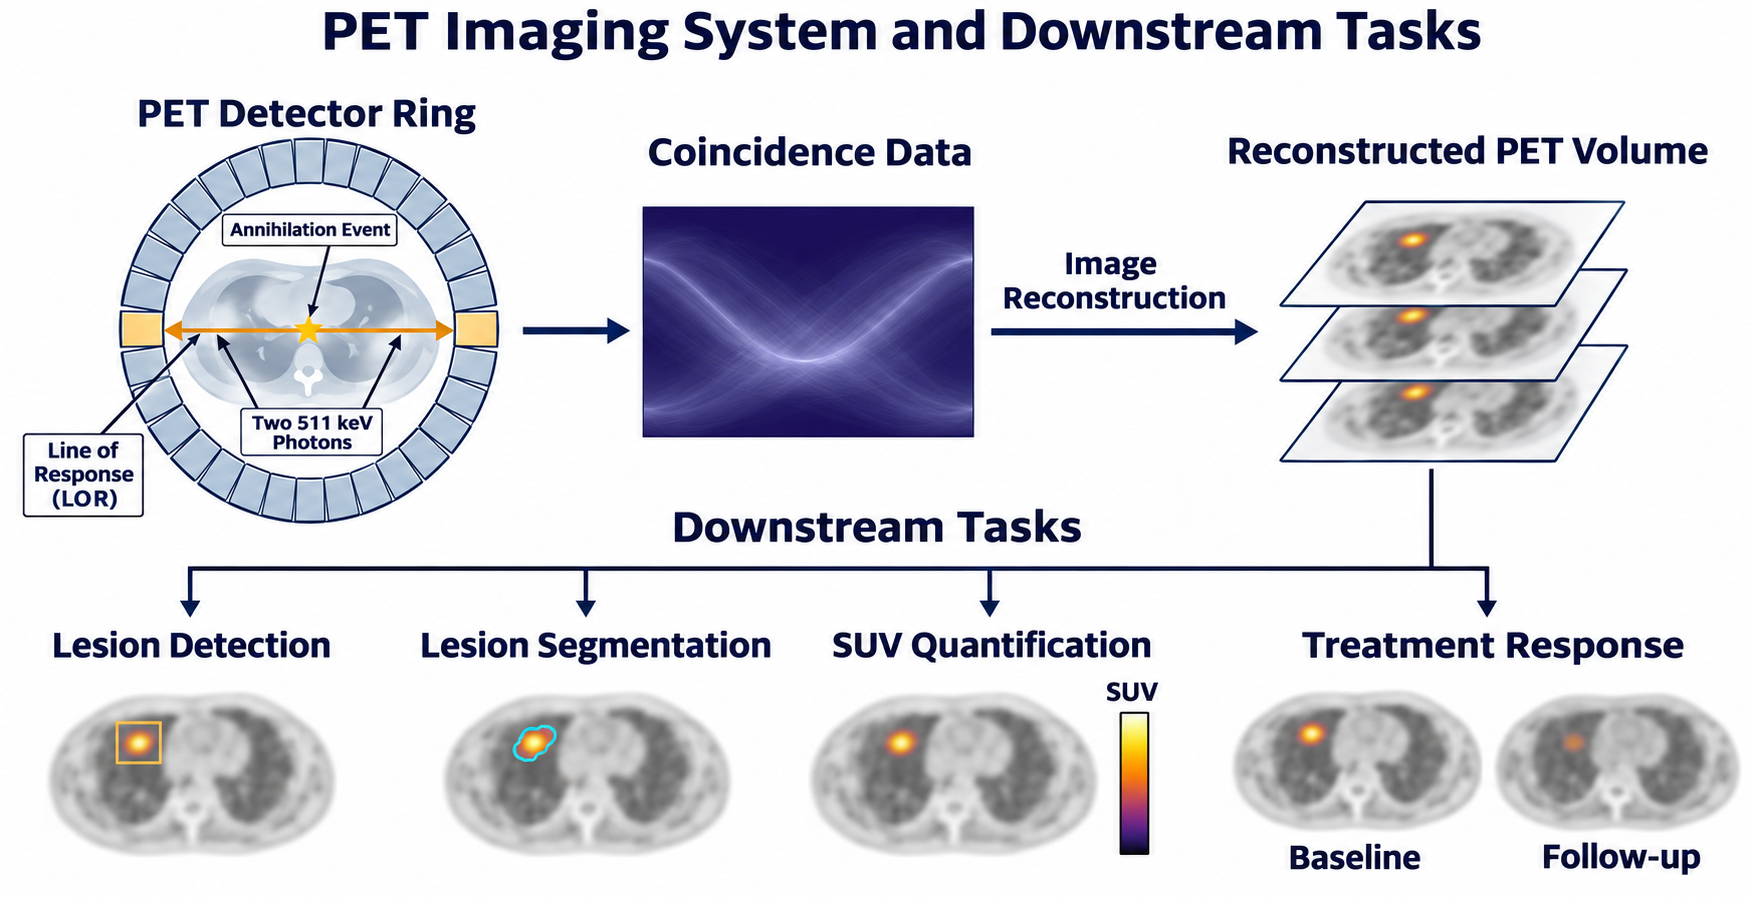 PET Imaging System and Downstream Tasks
PET Detector Ring
Annihilation Event
Two 511 keV
Photons
Line of
Response
(LOR)
Coincidence Data
Image
Reconstruction
Reconstructed PET Volume
Downstream Tasks
Lesion Detection
Lesion Segmentation
SUV Quantification
SUV
Treatment Response
Baseline
Follow-up